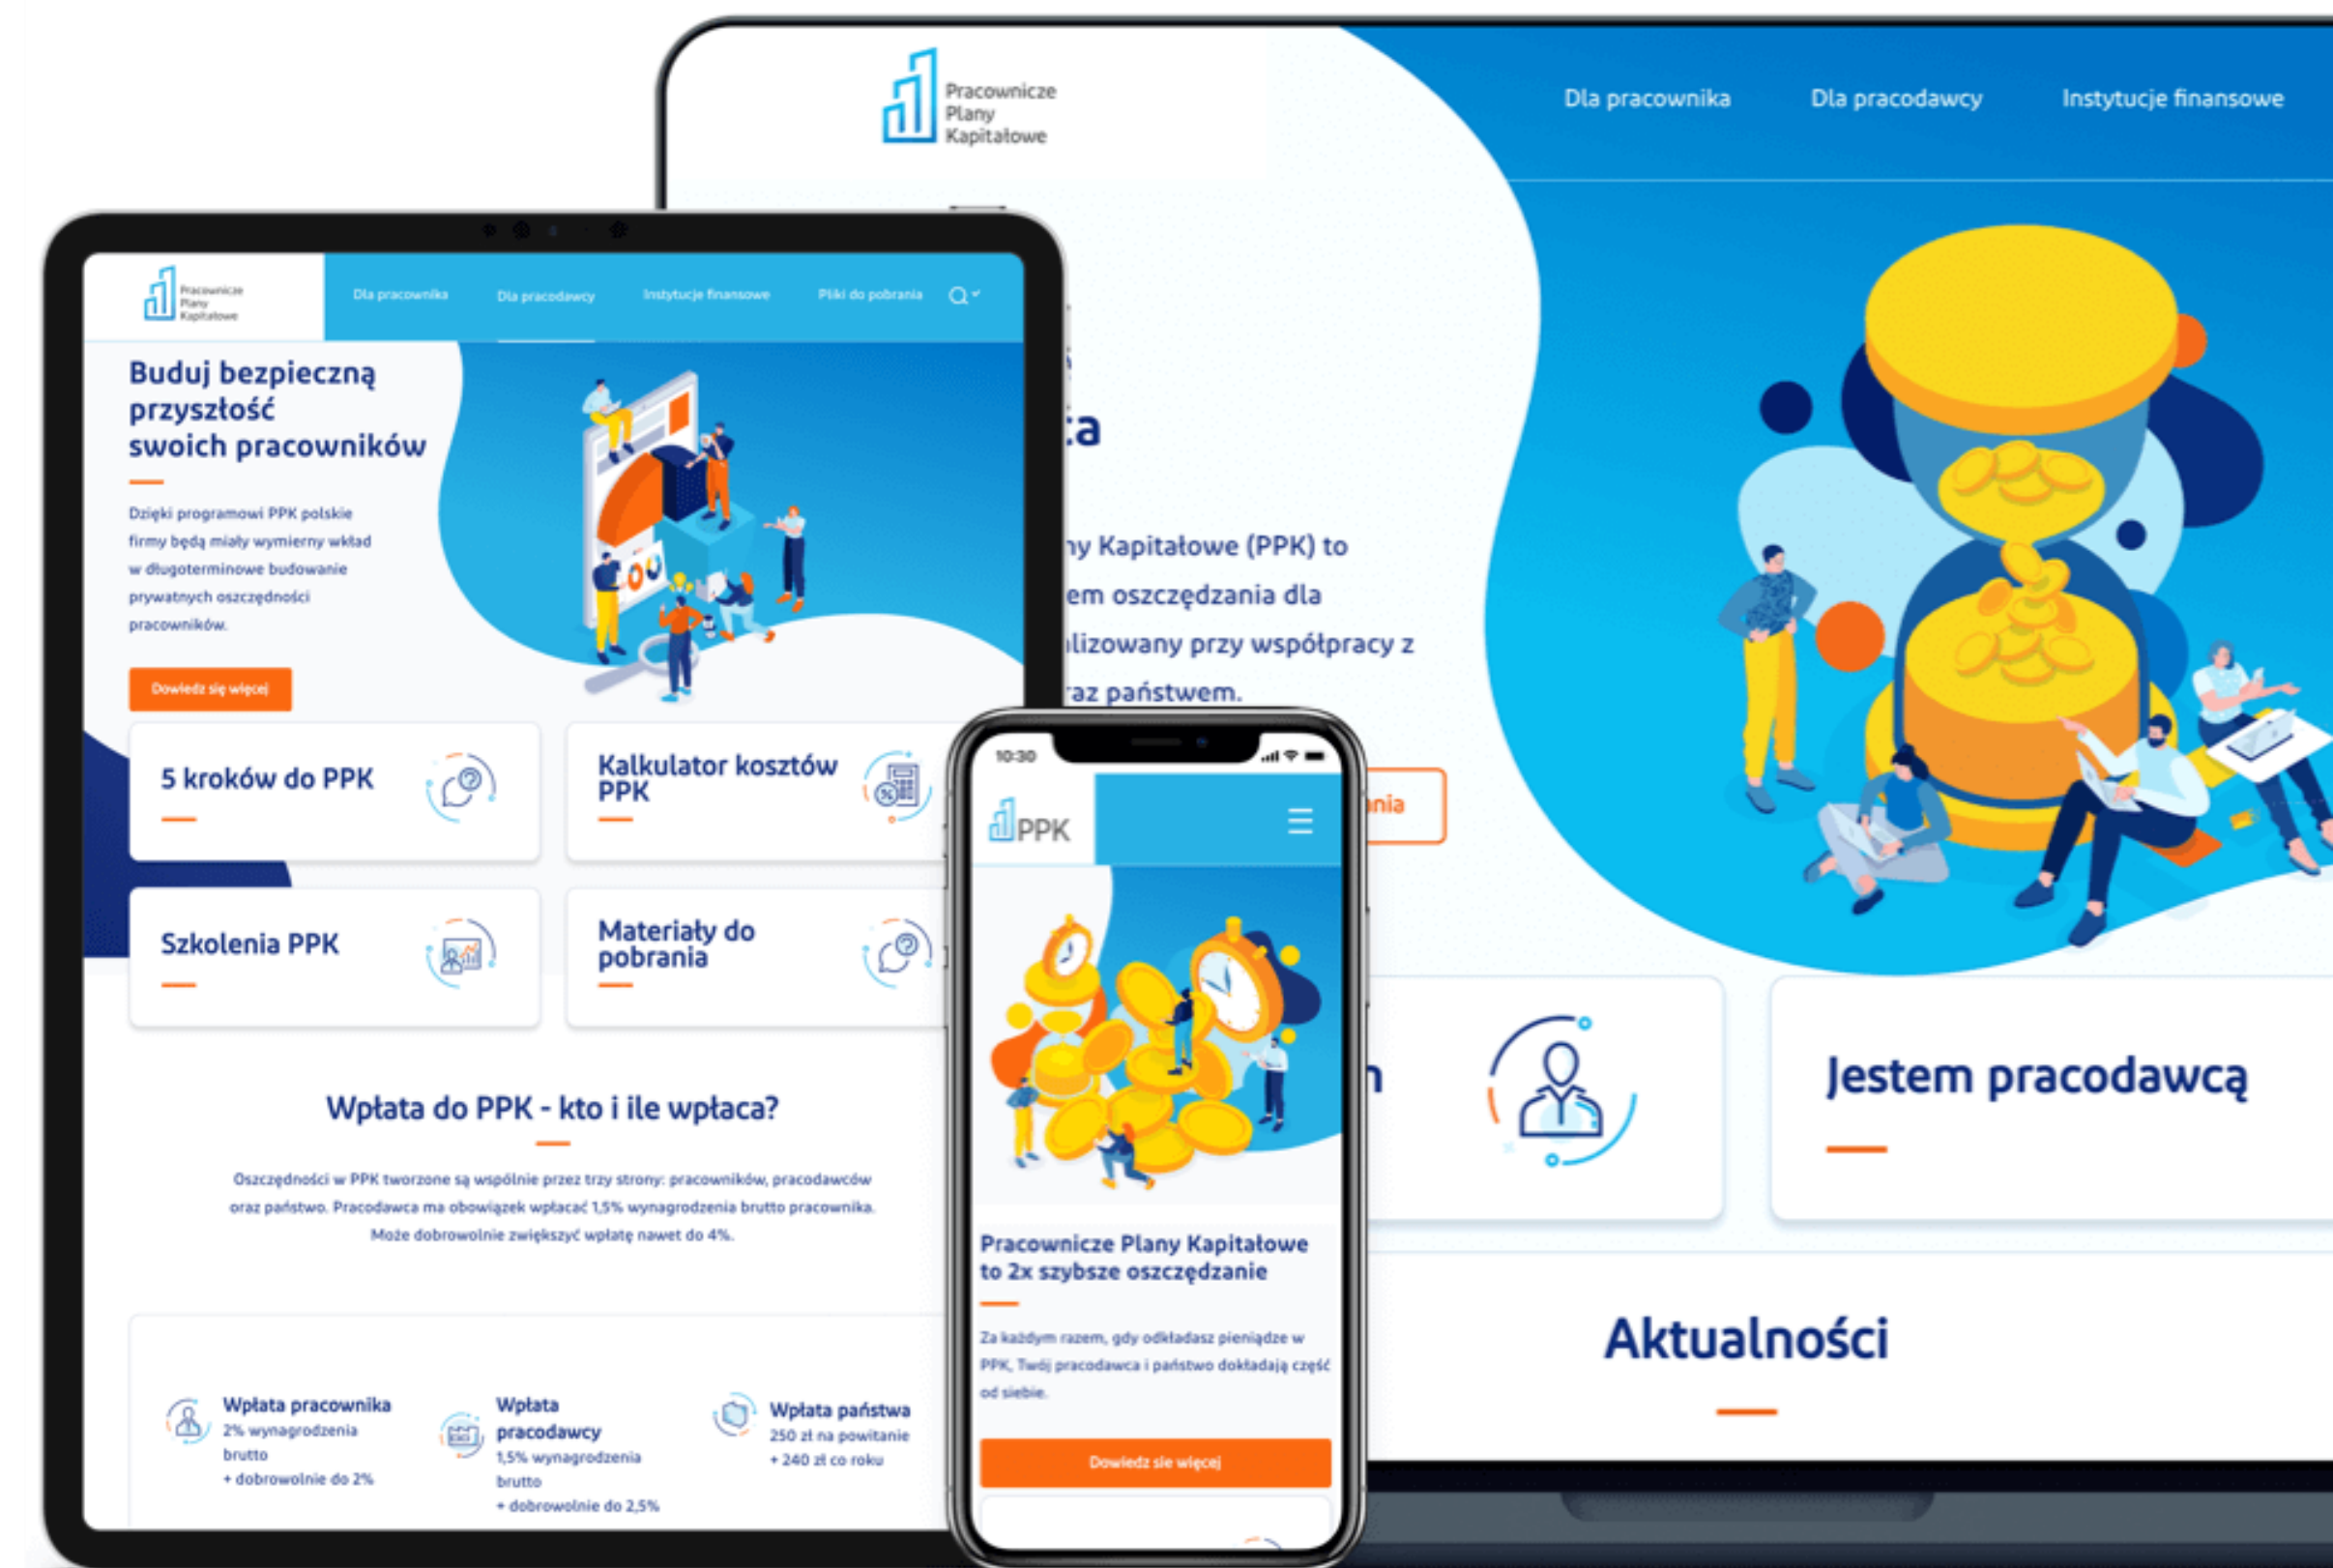 Pracownicze
Plany
Kapitałowe
Dla pracownika
Dla pracodawcy
Instytucje finansowe
Kapitałowe (PPK) to
oszczędzania dla
przy współpracy z
państwem.
Jestem pracodawcą
Aktualności
Pracownicze
Plany
Kapitałowe
Dla pracownika
Dla pracodawcy
Instytucje finansowe
Pliki do pobrania
Buduj bezpieczną
przyszłość
swoich pracowników
Dzięki programowi PPK polskie
firmy będą miały wymierny wkład
w długoterminowe budowanie
prywatnych oszczędności
pracowników.
Dowiedz się więcej
5 kroków do PPK
Kalkulator kosztów
PPK
Szkolenia PPK
Materiały do
pobrania
Wpłata do PPK - kto i ile wpłaca?
Oszczędności w PPK tworzone są wspólnie przez trzy strony: pracowników, pracodawców
oraz państwo. Pracodawca ma obowiązek wpłacać 1,5% wynagrodzenia brutto pracownika.
Może dobrowolnie zwiększyć wpłatę nawet do 4%.
Wpłata pracownika
2% wynagrodzenia
brutto
+ dobrowolnie do 2%
Wpłata
pracodawcy
1,5% wynagrodzenia
brutto
+ dobrowolnie do 2,5%
Wpłata państwa
250 zł na powitanie
+ 240 zł co roku
10:30
PPK
Pracownicze Plany Kapitałowe
to 2x szybsze oszczędzanie
Za każdym razem, gdy odkładasz pieniądze w
PPK, Twój pracodawca i państwo dokładają część
od siebie.
Dowiedz sie więcej